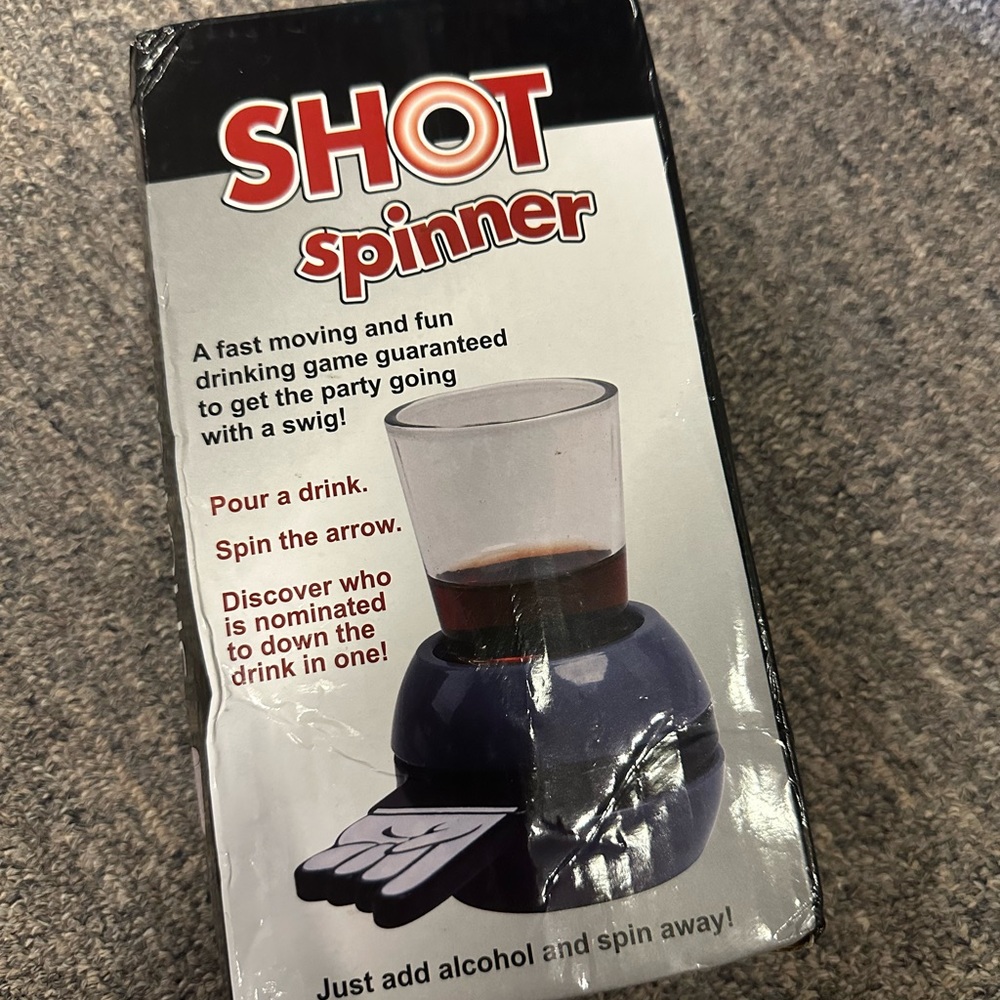 SHOT
spinner
A fast moving and fun
drinking game guaranteed
to get the party going
with a swig!
Pour a drink.
Spin the arrow.
Discover who
is nominated
to down the
drink in one!
Just add alcohol and spin away!